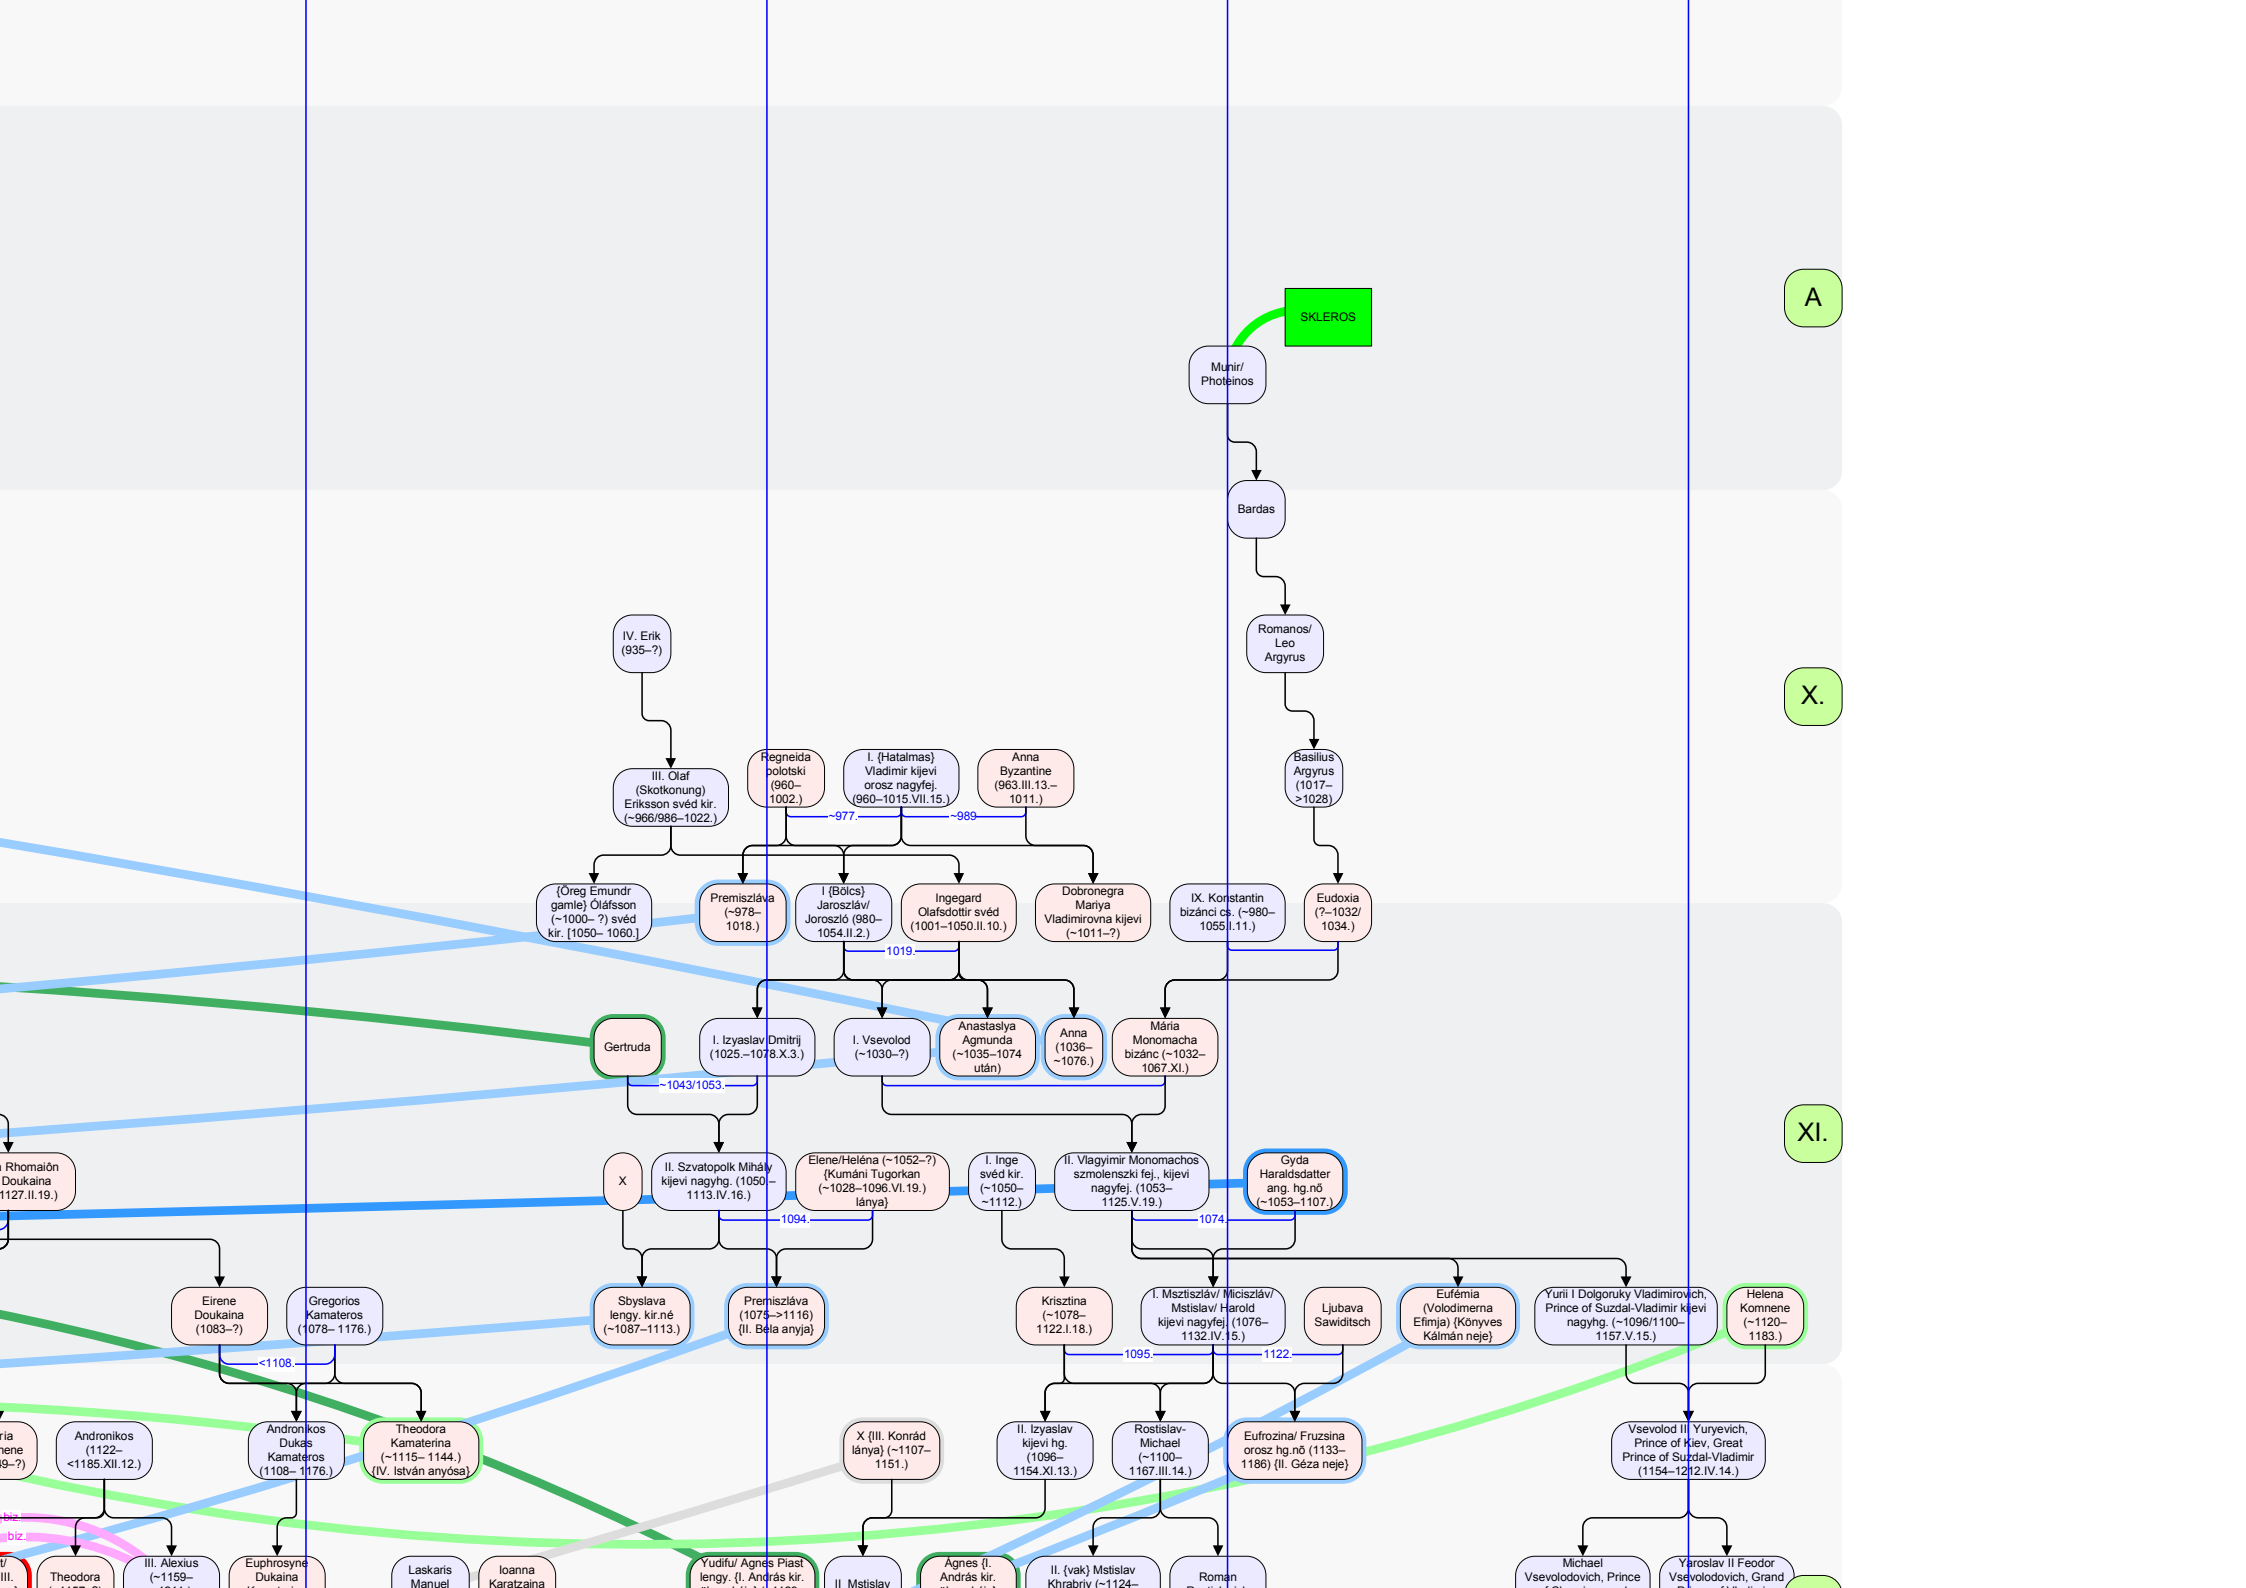 A
SKLEROS
Munir/
Photeinos
Bardas
IV. Erik
(935–?)
Romanos/
Leo
Argyrus
X.
III. Olaf
(Skotkonung)
Eriksson svéd kir.
(~966/986–1022.)
Regneida
polotski
(960–
1002.)
I. {Hatalmas}
Vladimir kijevi
orosz nagyfej.
(960–1015.VII.15.)
Anna
Byzantine
(963.III.13.–
1011.)
Basilius
Argyrus
(1017–
>1028)
~977.
~989
{Öreg Emundr
gamle} Óláfsson
(~1000– ?) svéd
kir. [1050– 1060.]
Premiszláva
(~978–
1018.)
I {Bölcs}
Jaroszláv/
Joroszló (980–
1054.II.2.)
Ingegard
Olafsdottir svéd
(1001–1050.II.10.)
Dobronegra
Mariya
Vladimirovna kijevi
(~1011–?)
IX. Konstantin
bizánci cs. (~980–
1055.I.11.)
Eudoxia
(?–1032/
1034.)
1019.
Gertruda
I. Izyaslav Dmitrij
(1025.–1078.X.3.)
I. Vsevolod
(~1030–?)
Anastaslya
Agmunda
(~1035–1074
után)
Anna
(1036–
~1076.)
Mária
Monomacha
bizánc (~1032–
1067.XI.)
~1043/1053.
XI.
Rhomaiôn
Doukaina
1127.II.19.)
X
II. Szvatopolk Mihály
kijevi nagyhg. (1050.–
1113.IV.16.)
Elene/Heléna (~1052–?)
{Kumáni Tugorkan
(~1028–1096.VI.19.)
lánya}
I. Inge
svéd kir.
(~1050–
~1112.)
II. Vlagyimir Monomachos
szmolenszki fej., kijevi
nagyfej. (1053–
1125.V.19.)
Gyda
Haraldsdatter
ang. hg.nő
(~1053–1107.)
1094.
1074.
Eirene
Doukaina
(1083–?)
Gregorios
Kamateros
(1078– 1176.)
Sbyslava
lengy. kir.né
(~1087–1113.)
Premiszláva
(1075–>1116)
{II. Bela anyja}
Krisztina
(~1078–
1122.I.18.)
I. Msztiszláv/ Miciszláv/
Mstislav/ Harold
kijevi nagyfej. (1076–
1132.IV.15.)
Ljubava
Sawiditsch
Eufémia
(Volodimerna
Efimja) {Könyves
Kálmán neje}
Yurii I Dolgoruky Vladimirovich,
Prince of Suzdal-Vladimir kijevi
nagyhg. (~1096/1100–
1157.V.15.)
Helena
Komnene
(~1120–
1183.)
<1108.
1095.
1122.
Andronikos
(1122–
<1185.XII.12.)
Andronikos
Dukas
Kamateros
(1108– 1176.)
Theodora
Kamaterina
(~1115– 1144.)
{IV. István anyósa}
X {III. Konrád
lánya} (~1107–
1151.)
II. Izyaslav
kijevi hg.
(1096–
1154.XI.13.)
Rostislav-
Michael
(~1100–
1167.III.14.)
Eufrozina/ Fruzsina
orosz hg.nő (1133–
1186) {II. Géza neje}
Vsevolod III Yuryevich,
Prince of Kiev, Great
Prince of Suzdal-Vladimir
(1154–1212.IV.14.)
biz.
biz.
III.
Theodora
III. Alexius
(~1159–
Euphrosyne
Dukaina
Laskaris
Manuel
Ioanna
Karatzaina
Yudifu/ Agnes Piast
lengy. {I. András kir.
II. Mstislav
Ágnes {I.
András kir.
II. {vak} Mstislav
Khrabriy (~1124–
Roman
Michael
Vsevolodovich, Prince
Yaroslav II Feodor
Vsevolodovich, Grand